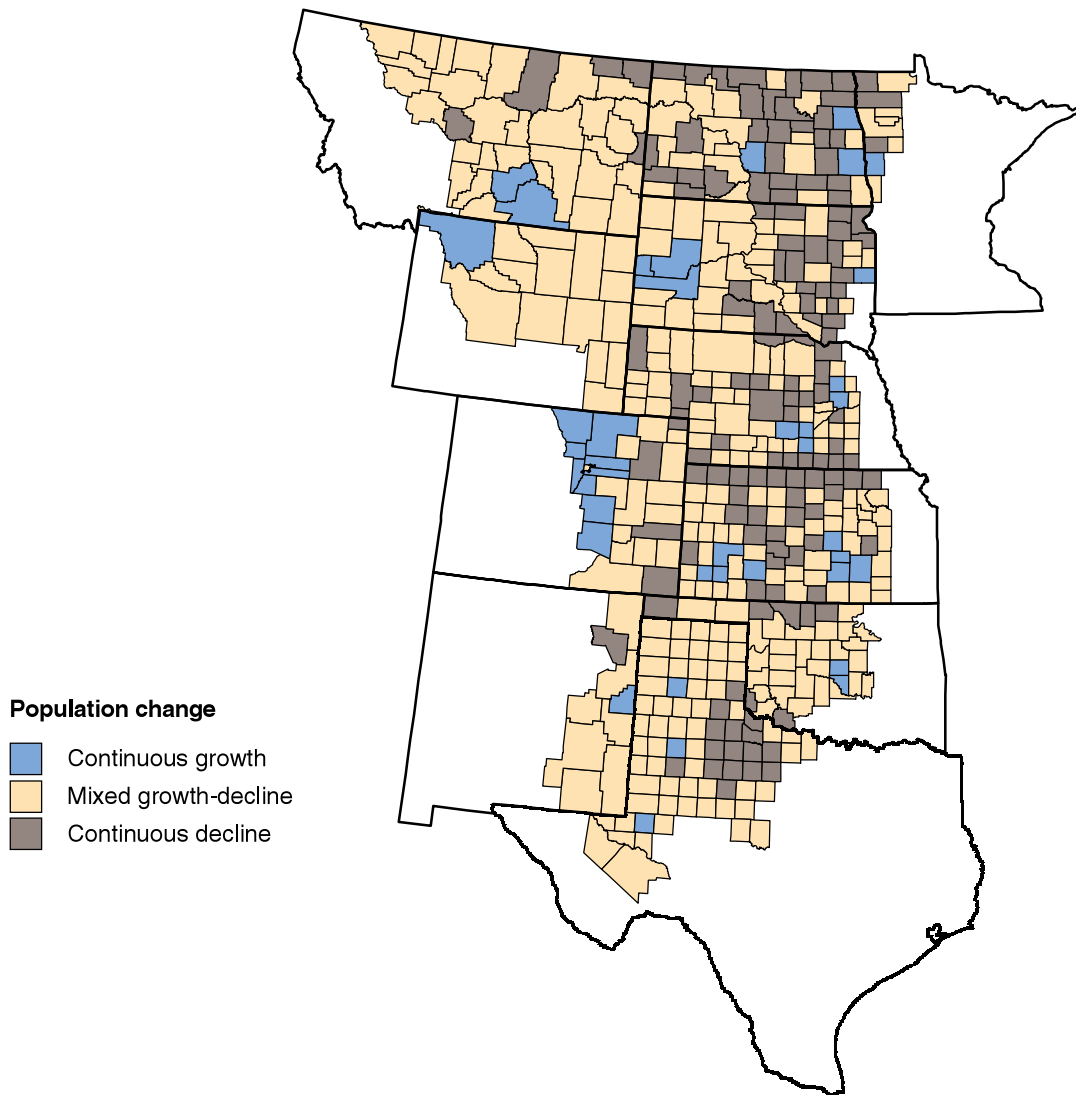 Population change
Continuous growth
Mixed growth-decline
Continuous decline